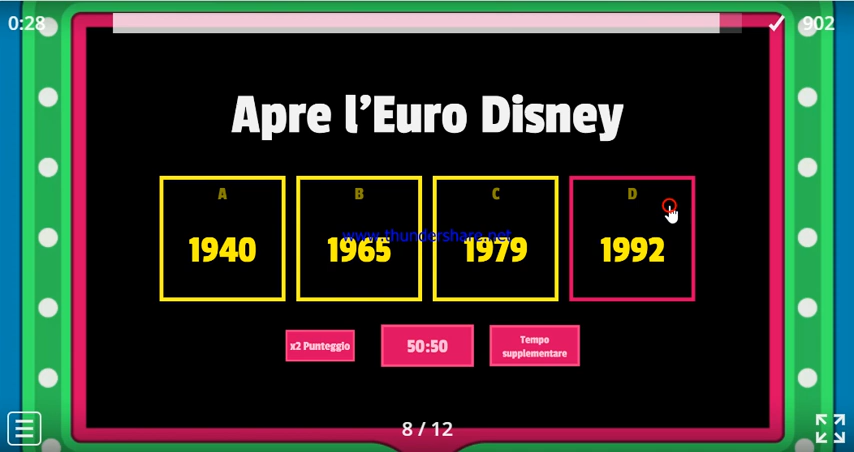 0:28
902
Apre l'Euro Disney
A
B
C
D
1940
1965
1979
1992
www.thundershare.net
x2 Punteggio
50:50
Tempo
supplementare
8 / 12